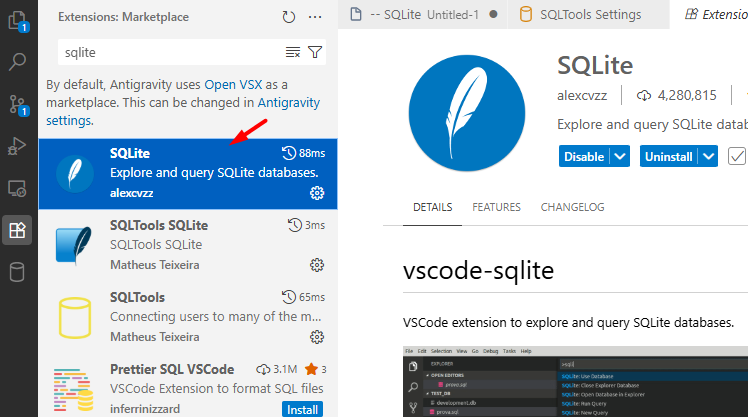 Extensions: Marketplace
sqlite
By default, Antigravity uses Open VSX as a
marketplace. This can be changed in Antigravity
settings.
SQLite
88ms
Explore and query SQLite databases.
alexcvzz
SQLTools SQLite
3ms
SQLTools SQLite
Matheus Teixeira
SQLTools
65ms
Connecting users to many of the m...
Matheus Teixeira
Prettier SQL VSCode
3.1M
3
VSCode Extension to format SQL files
inferrinizzard
Install
1
1
-- SQLite Untitled-1
SQLTools Settings
Extensio
SQLite
alexcvzz
4,280,815
Explore and query SQLite datab
Disable
Uninstall
DETAILS
FEATURES
CHANGELOG
vscode-sqlite
VSCode extension to explore and query SQLite databases.
File Edit Selection View Go Debug Tasks Help
EXPLORER
OPEN EDITORS
prova.sql
TEST_DB
development.db
prova.sql
>sqli
SQLite: Use Database
SQLite: Close Explorer Database
SQLite: Open Database in Explorer
SQLite: Run Query
SQLite: New Query